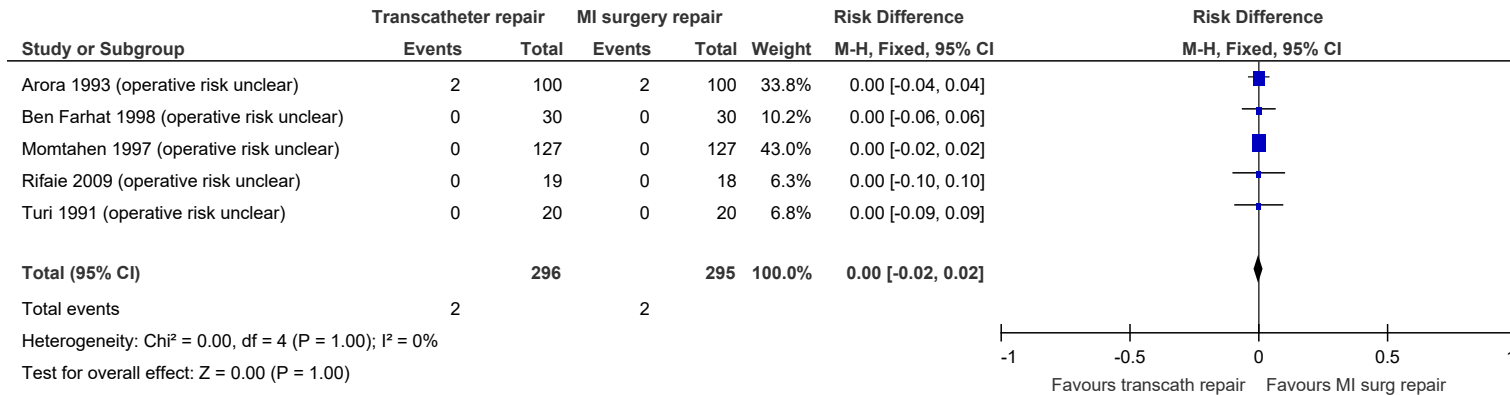 Transcatheter repair MI surgery repair Risk Difference Risk Difference
Study or Subgroup Events Total Events Total Weight M-H, Fixed, 95% CI M-H, Fixed, 95% CI
Arora 1993 (operative risk unclear) 2 100 2 100 33.8% 0.00 [-0.04, 0.04]
Ben Farhat 1998 (operative risk unclear) 0 30 0 30 10.2% 0.00 [-0.06, 0.06]
Momtahen 1997 (operative risk unclear) 0 127 0 127 43.0% 0.00 [-0.02, 0.02]
Rifaie 2009 (operative risk unclear) 0 19 0 18 6.3% 0.00 [-0.10, 0.10]
Turi 1991 (operative risk unclear) 0 20 0 20 6.8% 0.00 [-0.09, 0.09]
Total (95% CI) 296 295 100.0% 0.00 [-0.02, 0.02]
Total events 2 2
Heterogeneity: Chi² = 0.00, df = 4 (P = 1.00); I² = 0%
Test for overall effect: Z = 0.00 (P = 1.00)
-1 -0.5 0 0.5 1
Favours transcath repair Favours MI surg repair